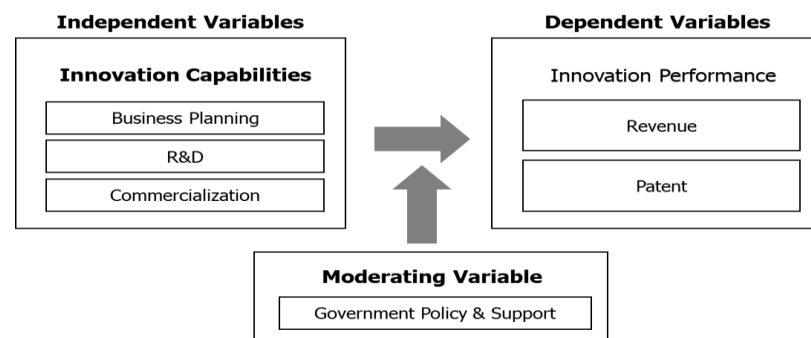 Independent Variables
Innovation Capabilities
Business Planning
R&D
Commercialization
Dependent Variables
Innovation Performance
Revenue
Patent
Moderating Variable
Government Policy & Support